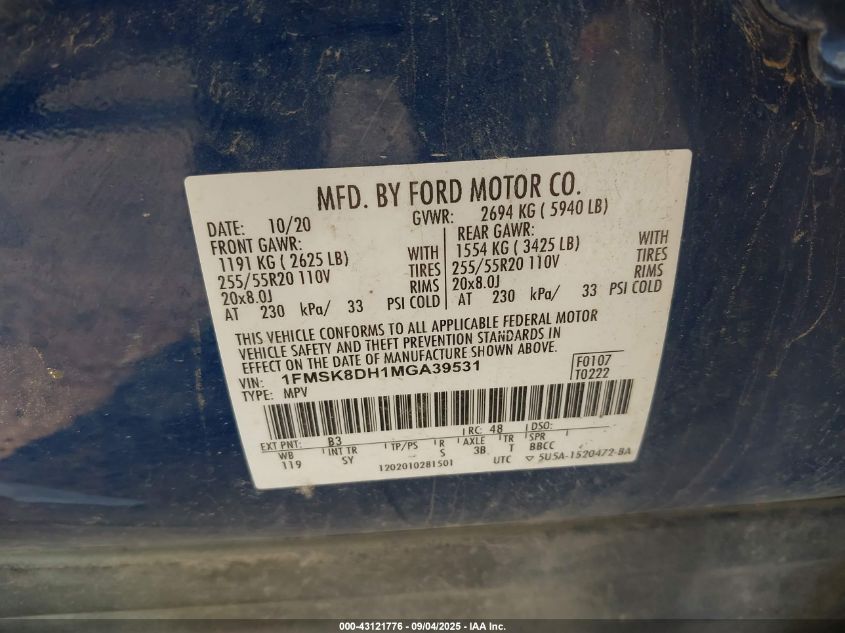 MFD. BY FORD MOTOR CO.
DATE: 10/20 GVWR: 2694 KG ( 5940 LB)
FRONT GAWR: REAR GAWR:
1191 KG ( 2625 LB) WITH 1554 KG ( 3425 LB) WITH
255/55R20 110V TIRES 255/55R20 110V TIRES
20x8.0J RIMS 20x8.0J RIMS
AT 230 kPa/ 33 PSI COLD AT 230 kPa/ 33 PSI COLD
THIS VEHICLE CONFORMS TO ALL APPLICABLE FEDERAL MOTOR
VEHICLE SAFETY AND THEFT PREVENTION STANDARDS IN
EFFECT ON THE DATE OF MANUFACTURE SHOWN ABOVE.
VIN: 1FMSK8DH1MGA39531 F0107
TYPE: MPV T0222
EXT PNT: B3 RC: 48 DSO:
WB INT TR TP/PS R AXLE TR SPR
119 SY S 3B T BBCC
1202010281501 UTC ▽ 5U5A-1520472-BA
000-43121776 - 09/04/2025 - IAA Inc.